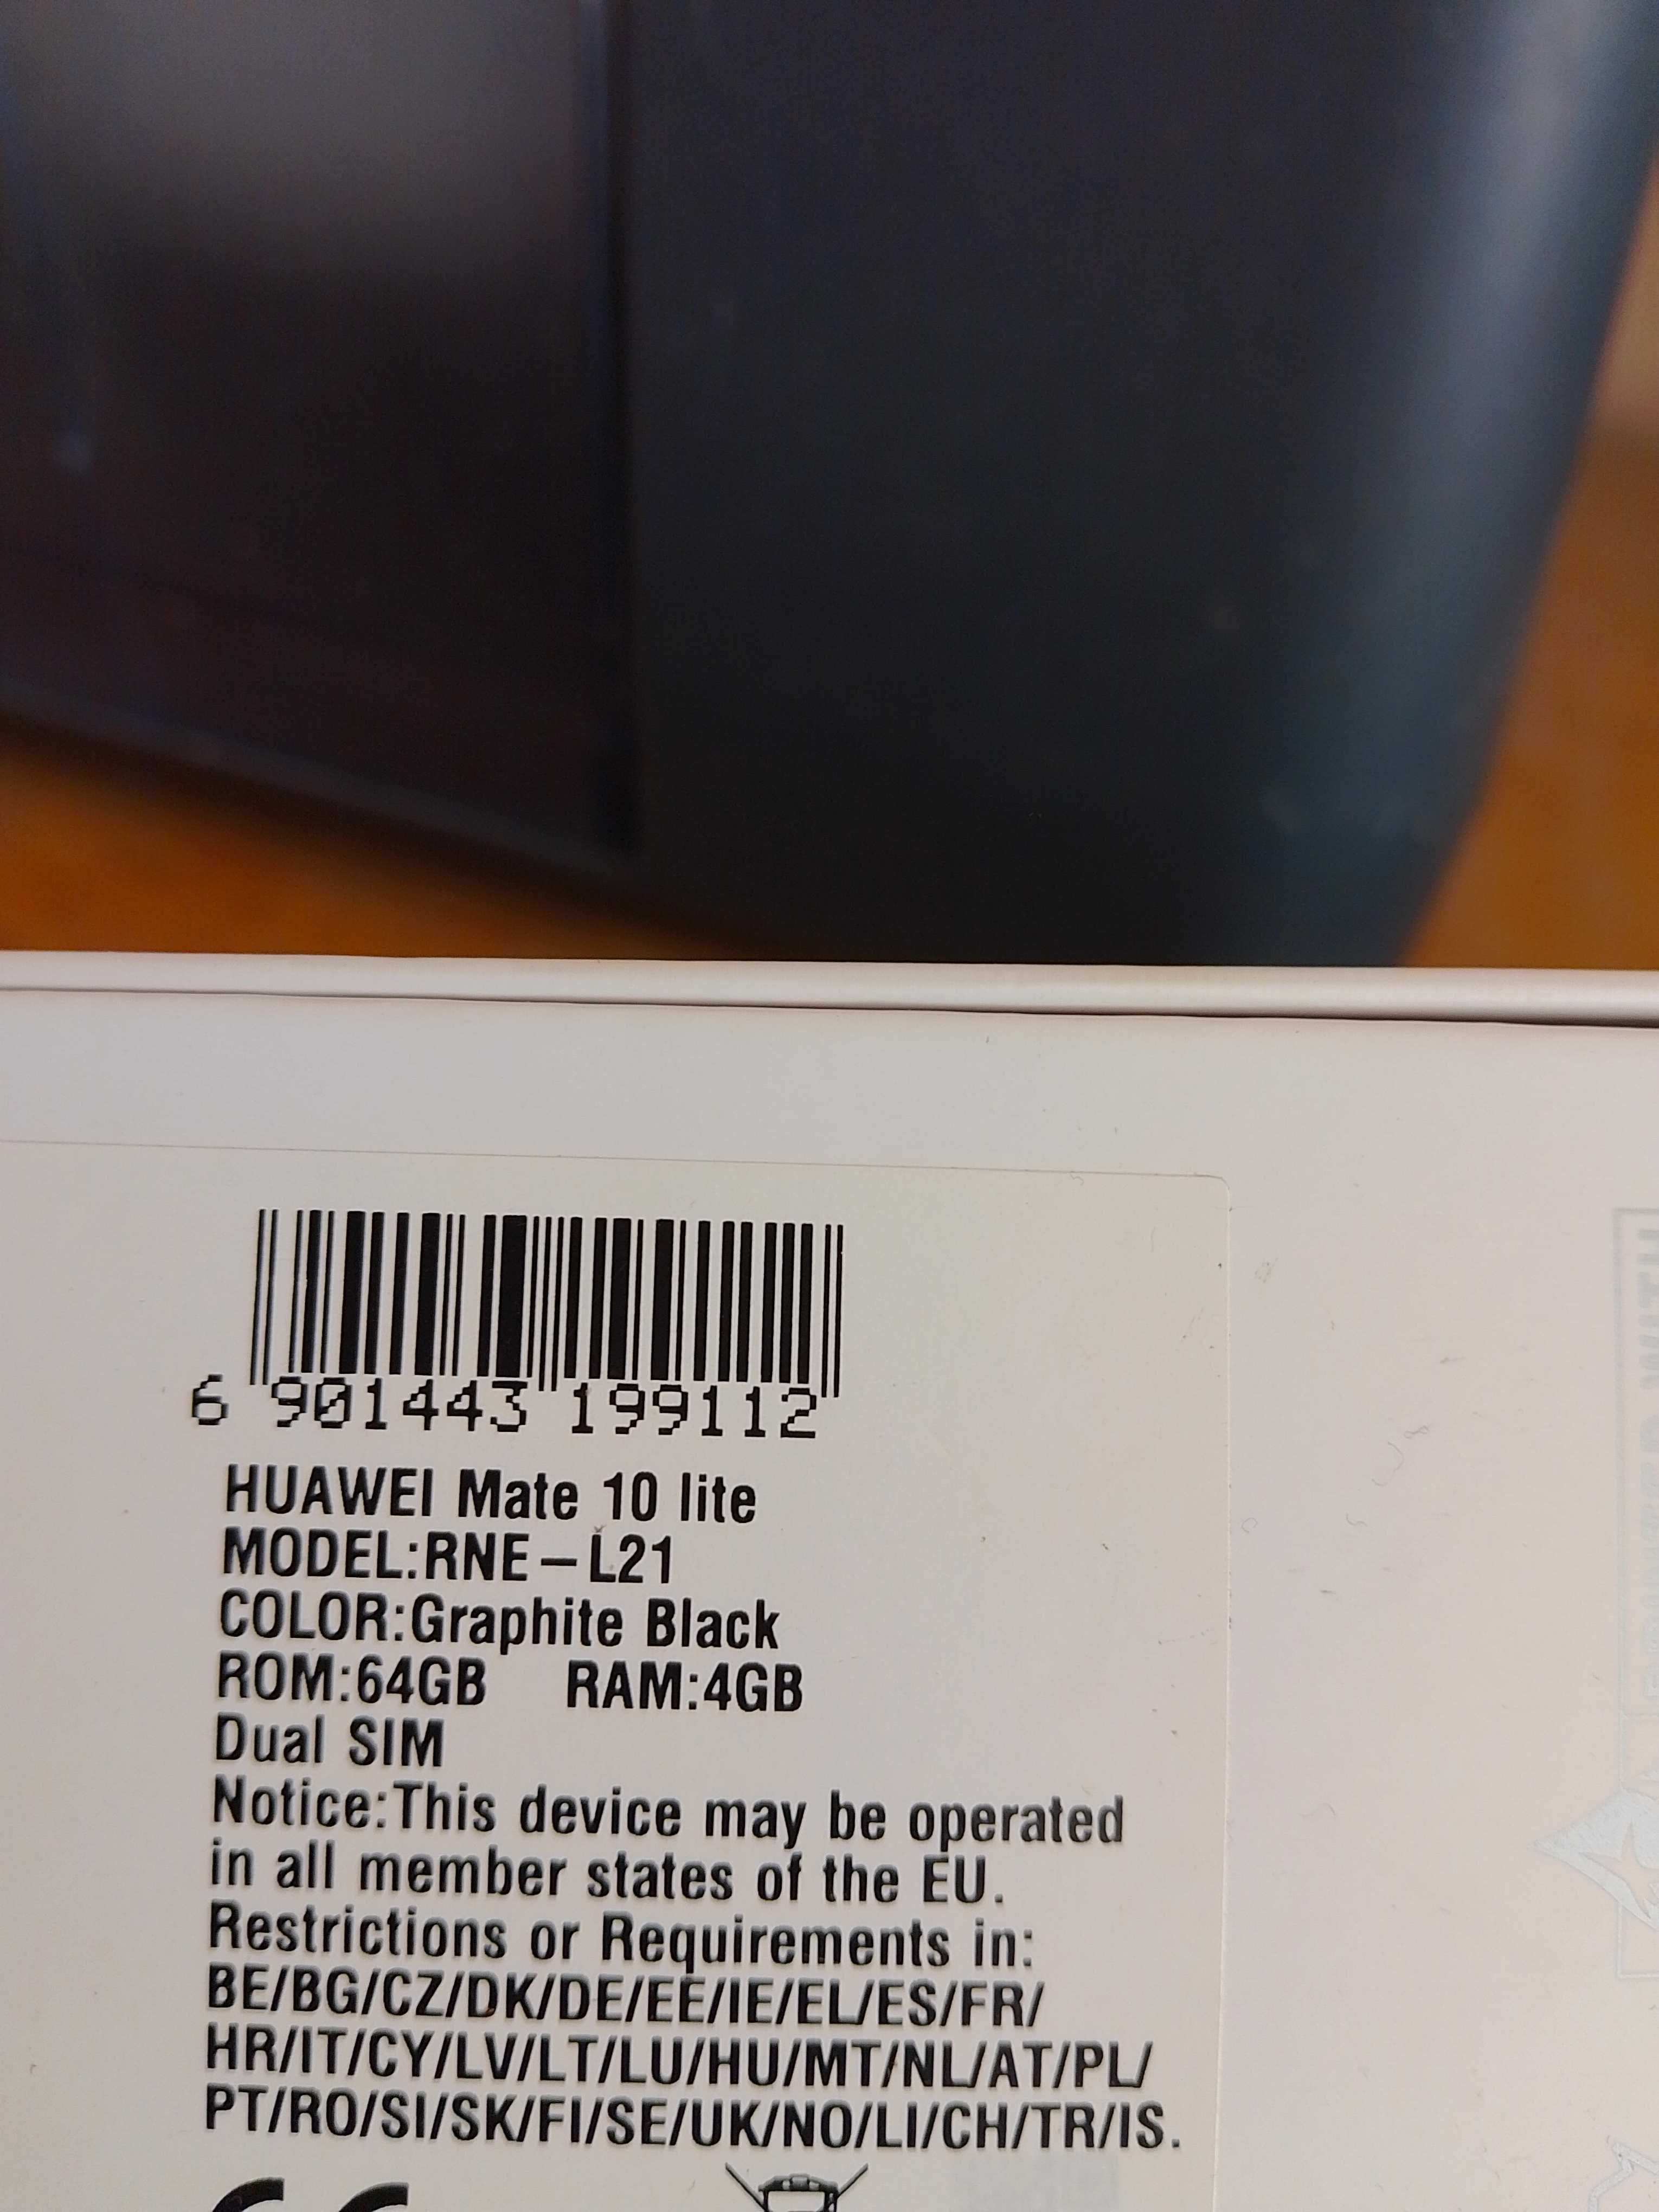 6 901443 199112
HUAWEI Mate 10 lite
MODEL:RNE-L21
COLOR:Graphite Black
ROM:64GB RAM:4GB
Dual SIM
Notice:This device may be operated
in all member states of the EU.
Restrictions or Requirements in:
BE/BG/CZ/DK/DE/EE/IE/EL/ES/FR/
HR/IT/CY/LV/LT/LU/HU/MT/NL/AT/PL/
PT/RO/SI/SK/FI/SE/UK/NO/LI/CH/TR/IS.
CE